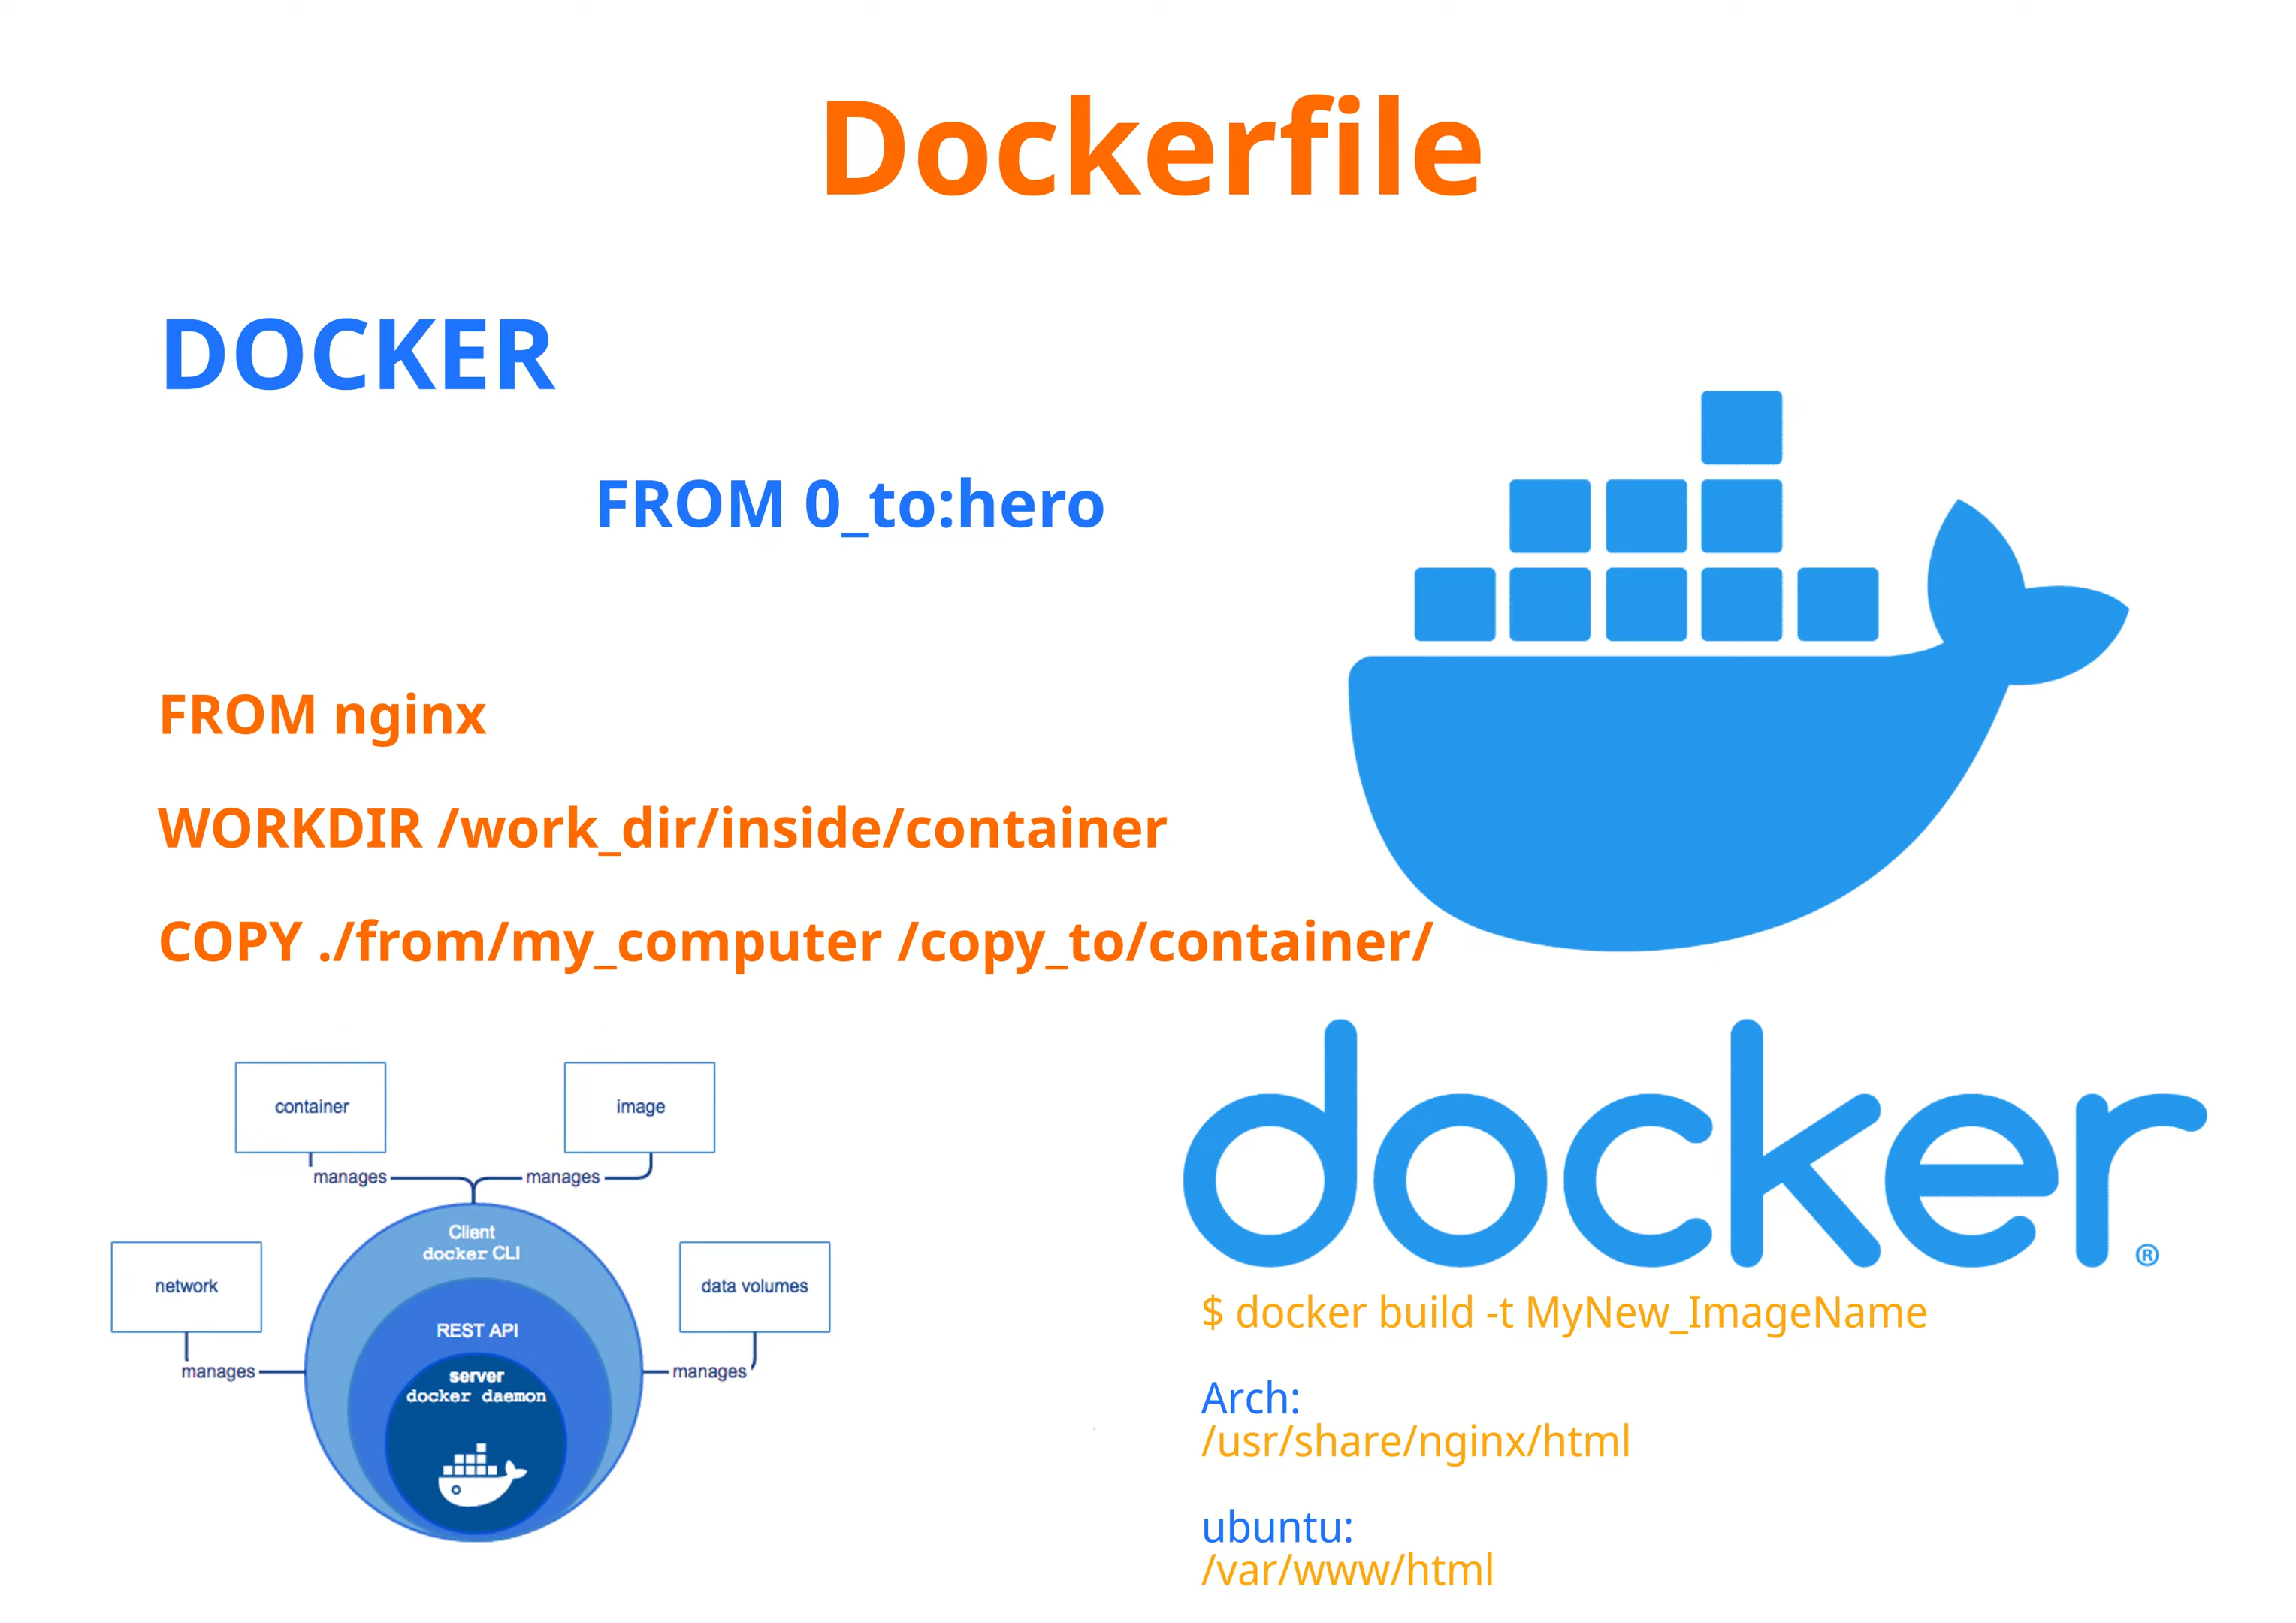 Dockerfile
DOCKER
FROM 0_to:hero
FROM nginx
WORKDIR /work_dir/inside/container
COPY ./from/my_computer /copy_to/container/
container
image
manages
manages
Client
docker CLI
network
data volumes
REST API
manages
manages
server
docker daemon
docker®
$ docker build -t MyNew_ImageName
Arch:
/usr/share/nginx/html
ubuntu:
/var/www/html